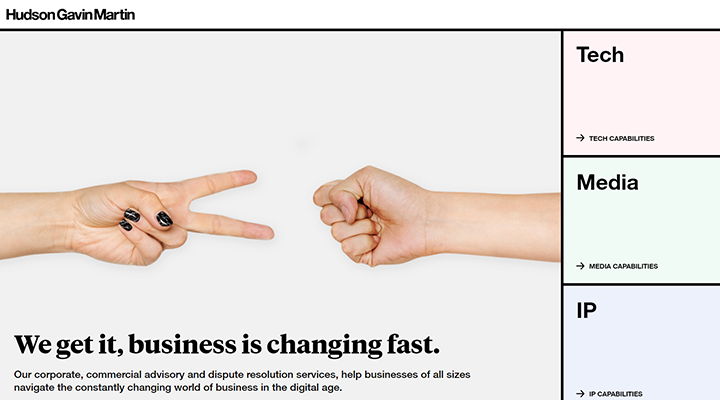 Hudson Gavin Martin
We get it, business is changing fast.
Our corporate, commercial advisory and dispute resolution services, help businesses of all sizes
navigate the constantly changing world of business in the digital age.
Tech
→ TECH CAPABILITIES
Media
→ MEDIA CAPABILITIES
IP
→ IP CAPABILITIES